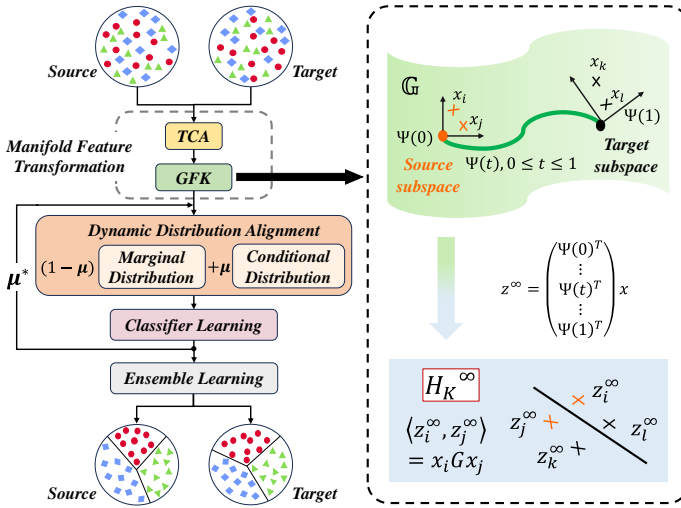 Source
Target
Manifold Feature
Transformation
TCA
GFK
Dynamic Distribution Alignment
(1 − μ)
Marginal
Distribution
+μ
Conditional
Distribution
μ*
Classifier Learning
Ensemble Learning
Source
Target
𝔾
x_i
x_j
Ψ(0)
Source
subspace
Ψ(t), 0 ≤ t ≤ 1
x_k
x_l
Ψ(1)
Target
subspace
z^∞ = (Ψ(0)^T ⋮ Ψ(t)^T ⋮ Ψ(1)^T) x
H_K^∞
⟨z_i^∞, z_j^∞⟩
= x_i G x_j
z_i^∞
z_j^∞
z_l^∞
z_k^∞